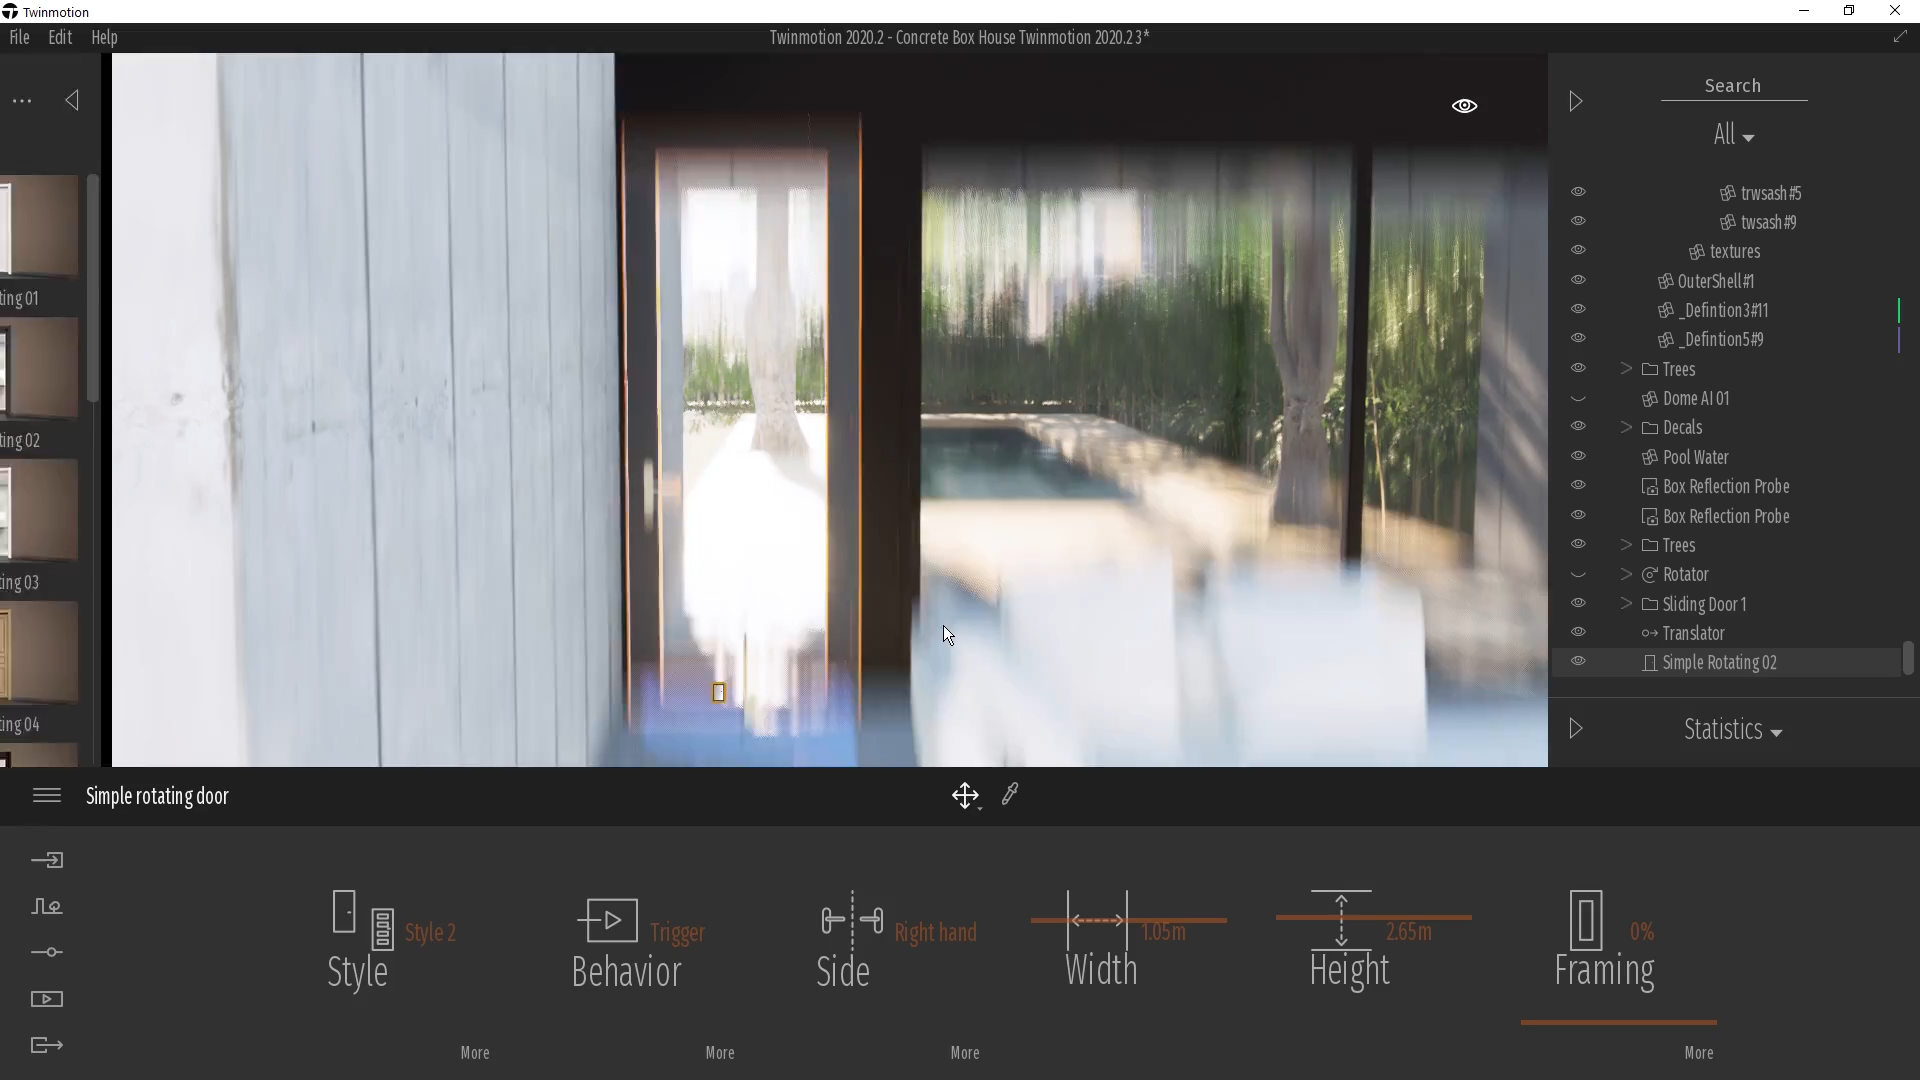 Twinmotion
File Edit Help
Twinmotion 2020.2 - Concrete Box House Twinmotion 2020.2 3*
Search
All
trwsash#5
twsash#9
textures
OuterShell#1
_Defintion3#11
_Defintion5#9
Trees
Dome AI 01
Decals
Pool Water
Box Reflection Probe
Box Reflection Probe
Trees
Rotator
Sliding Door 1
Translator
Simple Rotating 02
Statistics
ting 01
ting 02
ting 03
ting 04
Simple rotating door
Style 2
Style
More
Trigger
Behavior
More
Right hand
Side
More
1.05m
Width
2.65m
Height
0%
Framing
More